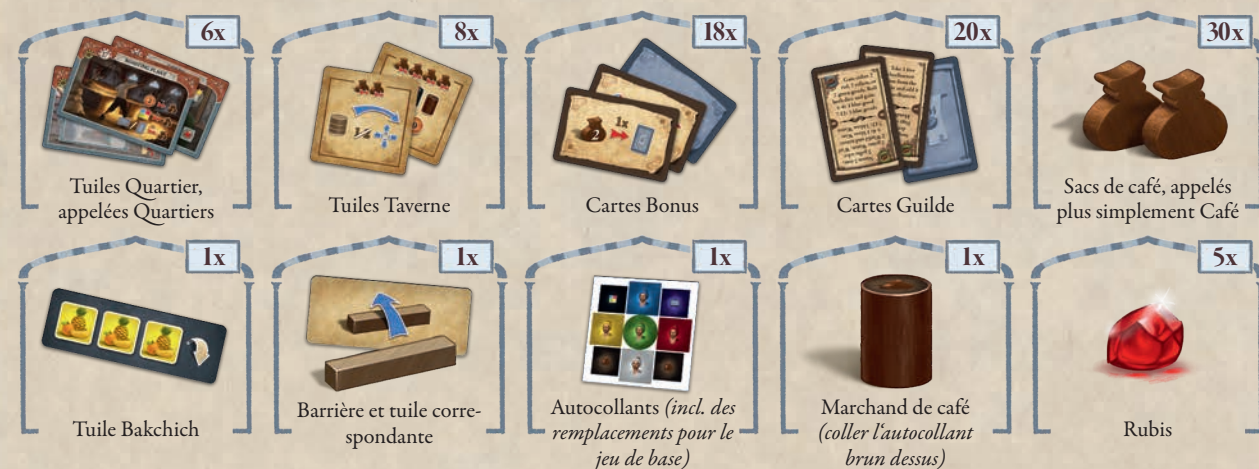 6x
Tuiles Quartier,
appelées Quartiers
8x
Tuiles Taverne
18x
2
1x
Cartes Bonus
20x
Cartes Guilde
30x
Sacs de café, appelés
plus simplement Café
1x
Tuile Bakchich
1x
Barrière et tuile corre-
spondante
1x
Autocollants (incl. des
remplacements pour le
jeu de base)
1x
Marchand de café
(coller l'autocollant
brun dessus)
5x
Rubis